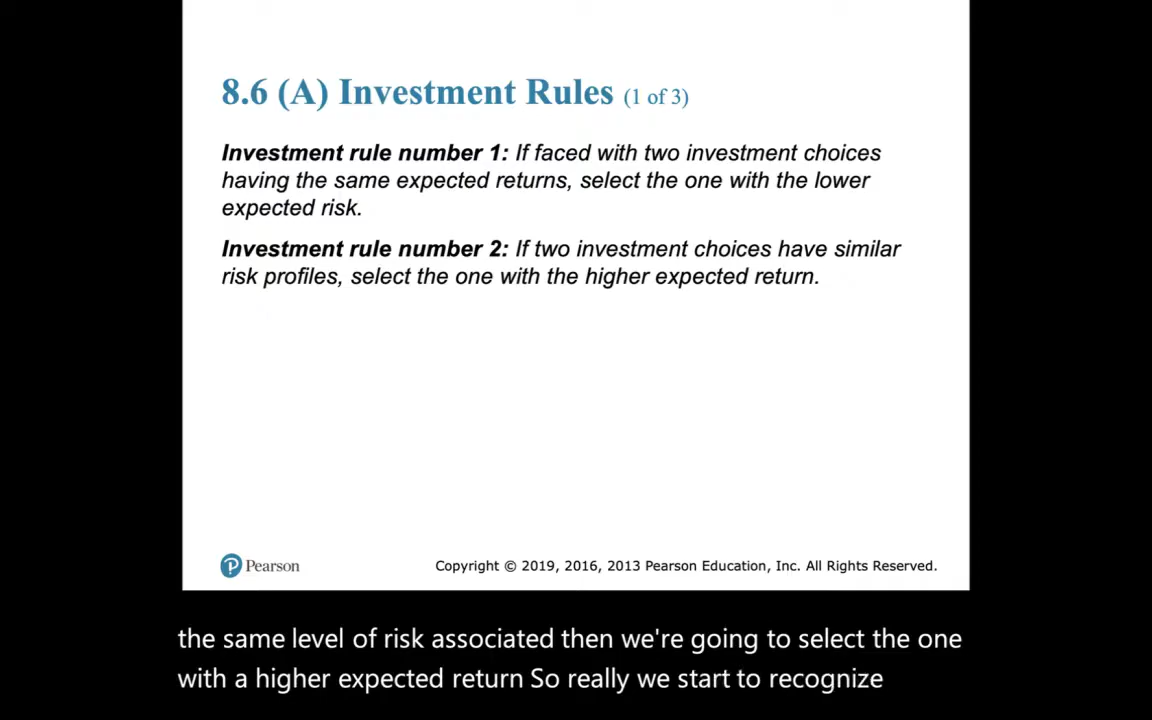 8.6 (A) Investment Rules (1 of 3)
Investment rule number 1: If faced with two investment choices
having the same expected returns, select the one with the lower
expected risk.
Investment rule number 2: If two investment choices have similar
risk profiles, select the one with the higher expected return.
Pearson
Copyright © 2019, 2016, 2013 Pearson Education, Inc. All Rights Reserved.
the same level of risk associated then we're going to select the one
with a higher expected return So really we start to recognize